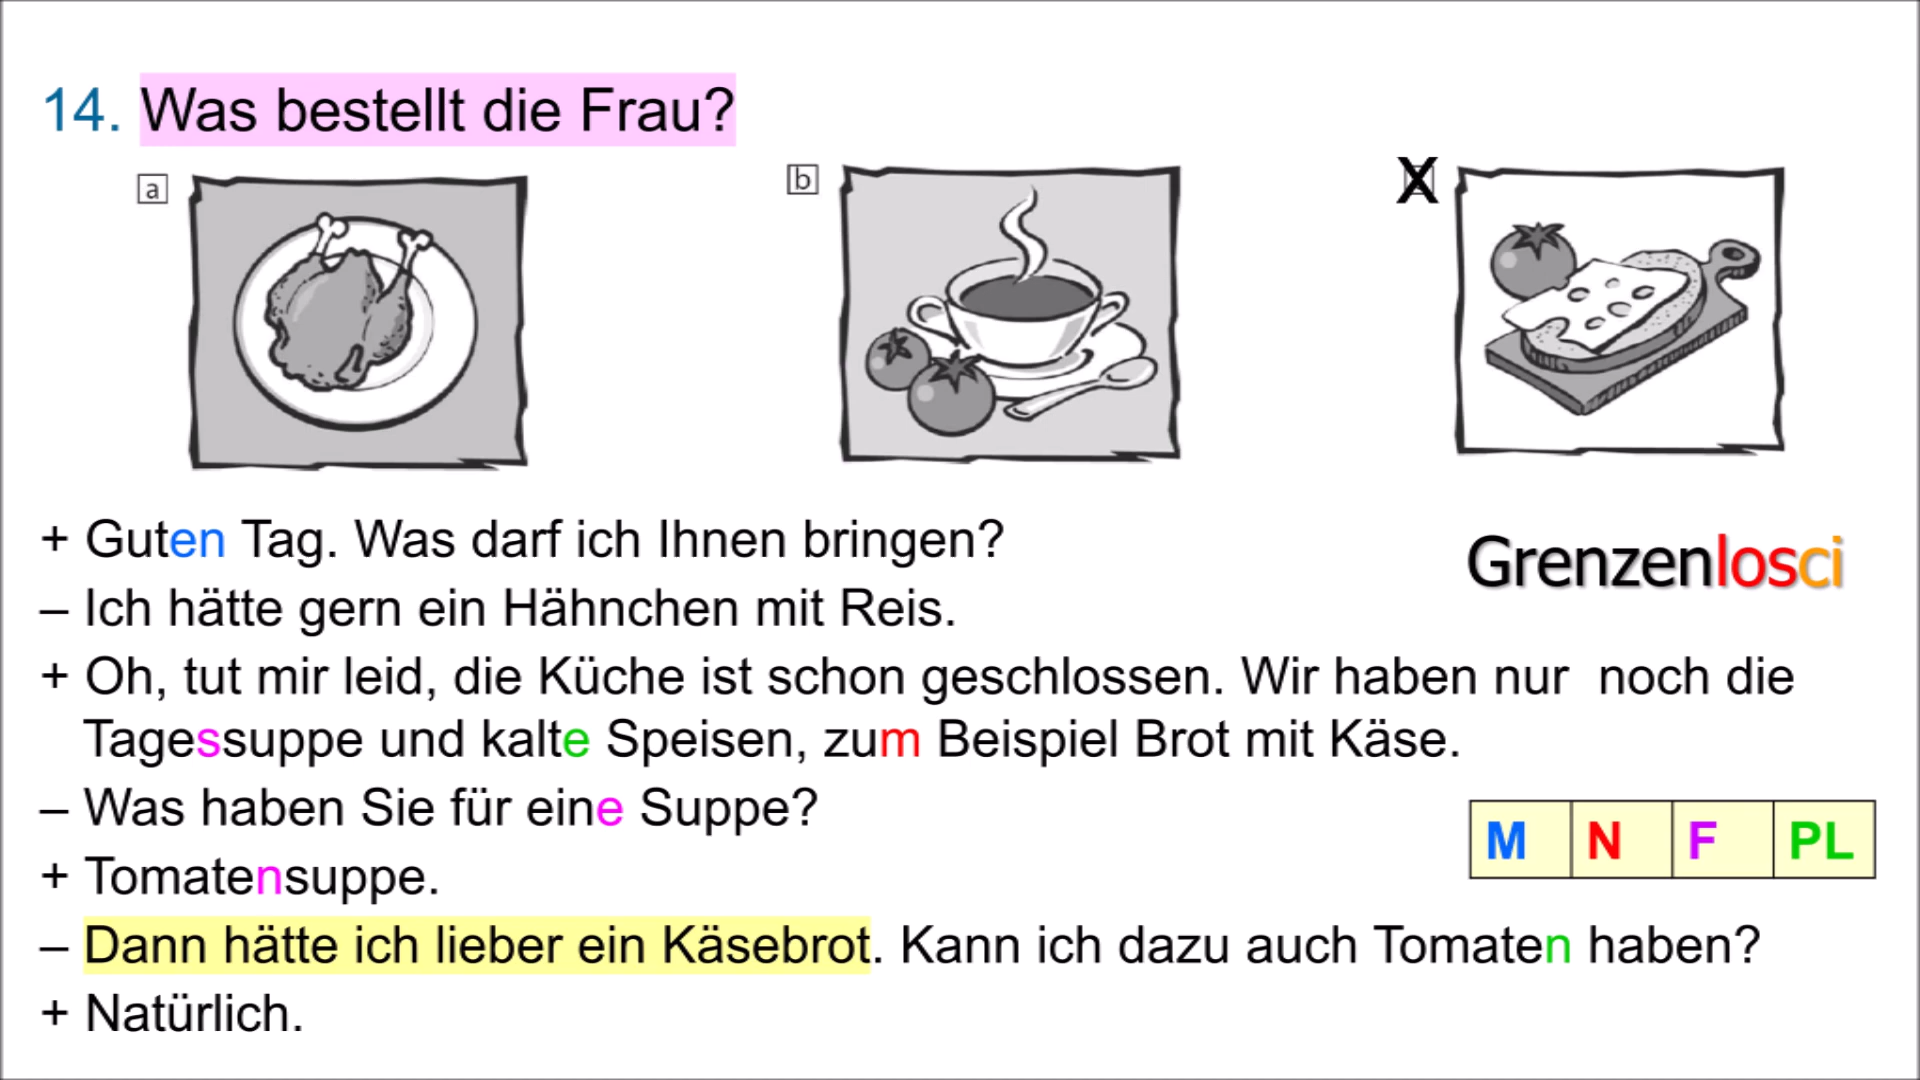 14. Was bestellt die Frau?
a
b
X
+ Guten Tag. Was darf ich Ihnen bringen?
Grenzenlosci
– Ich hätte gern ein Hähnchen mit Reis.
+ Oh, tut mir leid, die Küche ist schon geschlossen. Wir haben nur noch die
Tagessuppe und kalte Speisen, zum Beispiel Brot mit Käse.
– Was haben Sie für eine Suppe?
M N F PL
+ Tomatensuppe.
– Dann hätte ich lieber ein Käsebrot. Kann ich dazu auch Tomaten haben?
+ Natürlich.